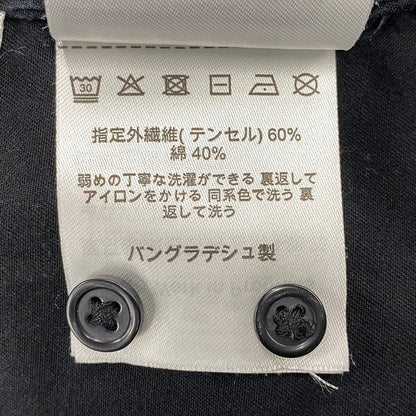 30
指定外繊維( テンセル) 60%
綿 40%
弱めの丁寧な洗濯ができる 裏返して
アイロンをかける 同系色で洗う 裏
返して洗う
バングラデシュ製